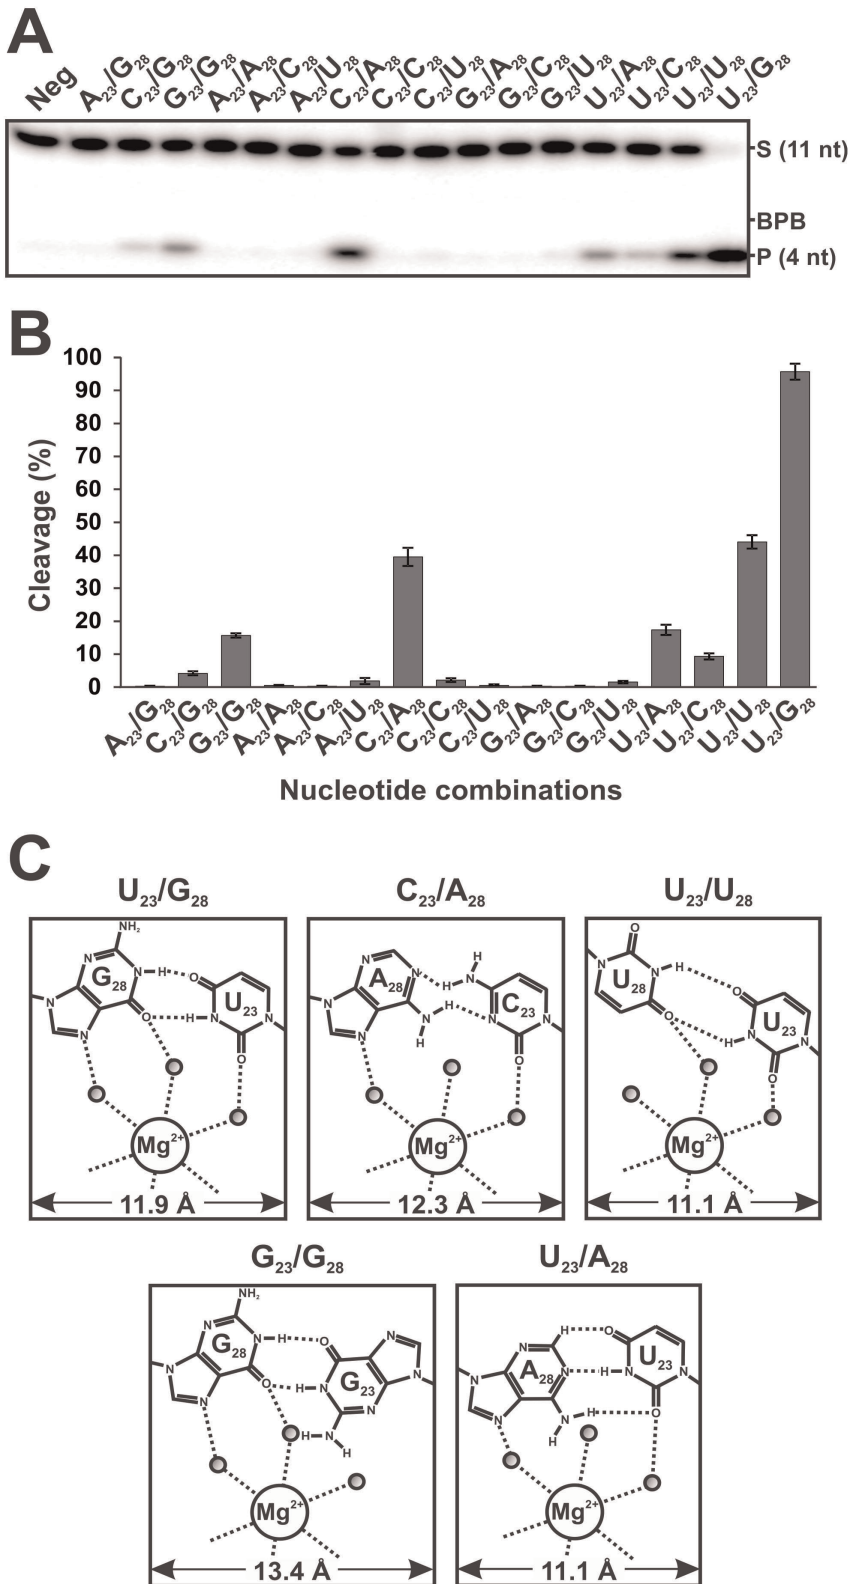 A
Neg A₂₃/G₂₈ C₂₃/G₂₈ G₂₃/G₂₈ A₂₃/A₂₈ A₂₃/C₂₈ A₂₃/U₂₈ C₂₃/A₂₈ C₂₃/C₂₈ C₂₃/U₂₈ G₂₃/A₂₈ G₂₃/C₂₈ G₂₃/U₂₈ U₂₃/A₂₈ U₂₃/C₂₈ U₂₃/U₂₈ U₂₃/G₂₈
S (11 nt)
BPB
P (4 nt)
B
Cleavage (%)
100
90
80
70
60
50
40
30
20
10
0
A₂₃/G₂₈ C₂₃/G₂₈ G₂₃/G₂₈ A₂₃/A₂₈ A₂₃/C₂₈ A₂₃/U₂₈ C₂₃/A₂₈ C₂₃/C₂₈ C₂₃/U₂₈ G₂₃/A₂₈ G₂₃/C₂₈ G₂₃/U₂₈ U₂₃/A₂₈ U₂₃/C₂₈ U₂₃/U₂₈ U₂₃/G₂₈
Nucleotide combinations
C
U₂₃/G₂₈
NH₂
N N H O
G₂₈ U₂₃
N O H N N
N O
Mg²⁺
11.9 Å
C₂₃/A₂₈
H
N N H N
A₂₈ C₂₃
N N H N N
N H O
Mg²⁺
12.3 Å
U₂₃/U₂₈
O
N N H O
U₂₈ U₂₃
O H N N
O
Mg²⁺
11.1 Å
G₂₃/G₂₈
NH₂
N N H O N
G₂₈ G₂₃
N O H N N N
N H N H
Mg²⁺
13.4 Å
U₂₃/A₂₈
N H O
A₂₈ U₂₃
N N N H N N
N N H O
H
Mg²⁺
11.1 Å